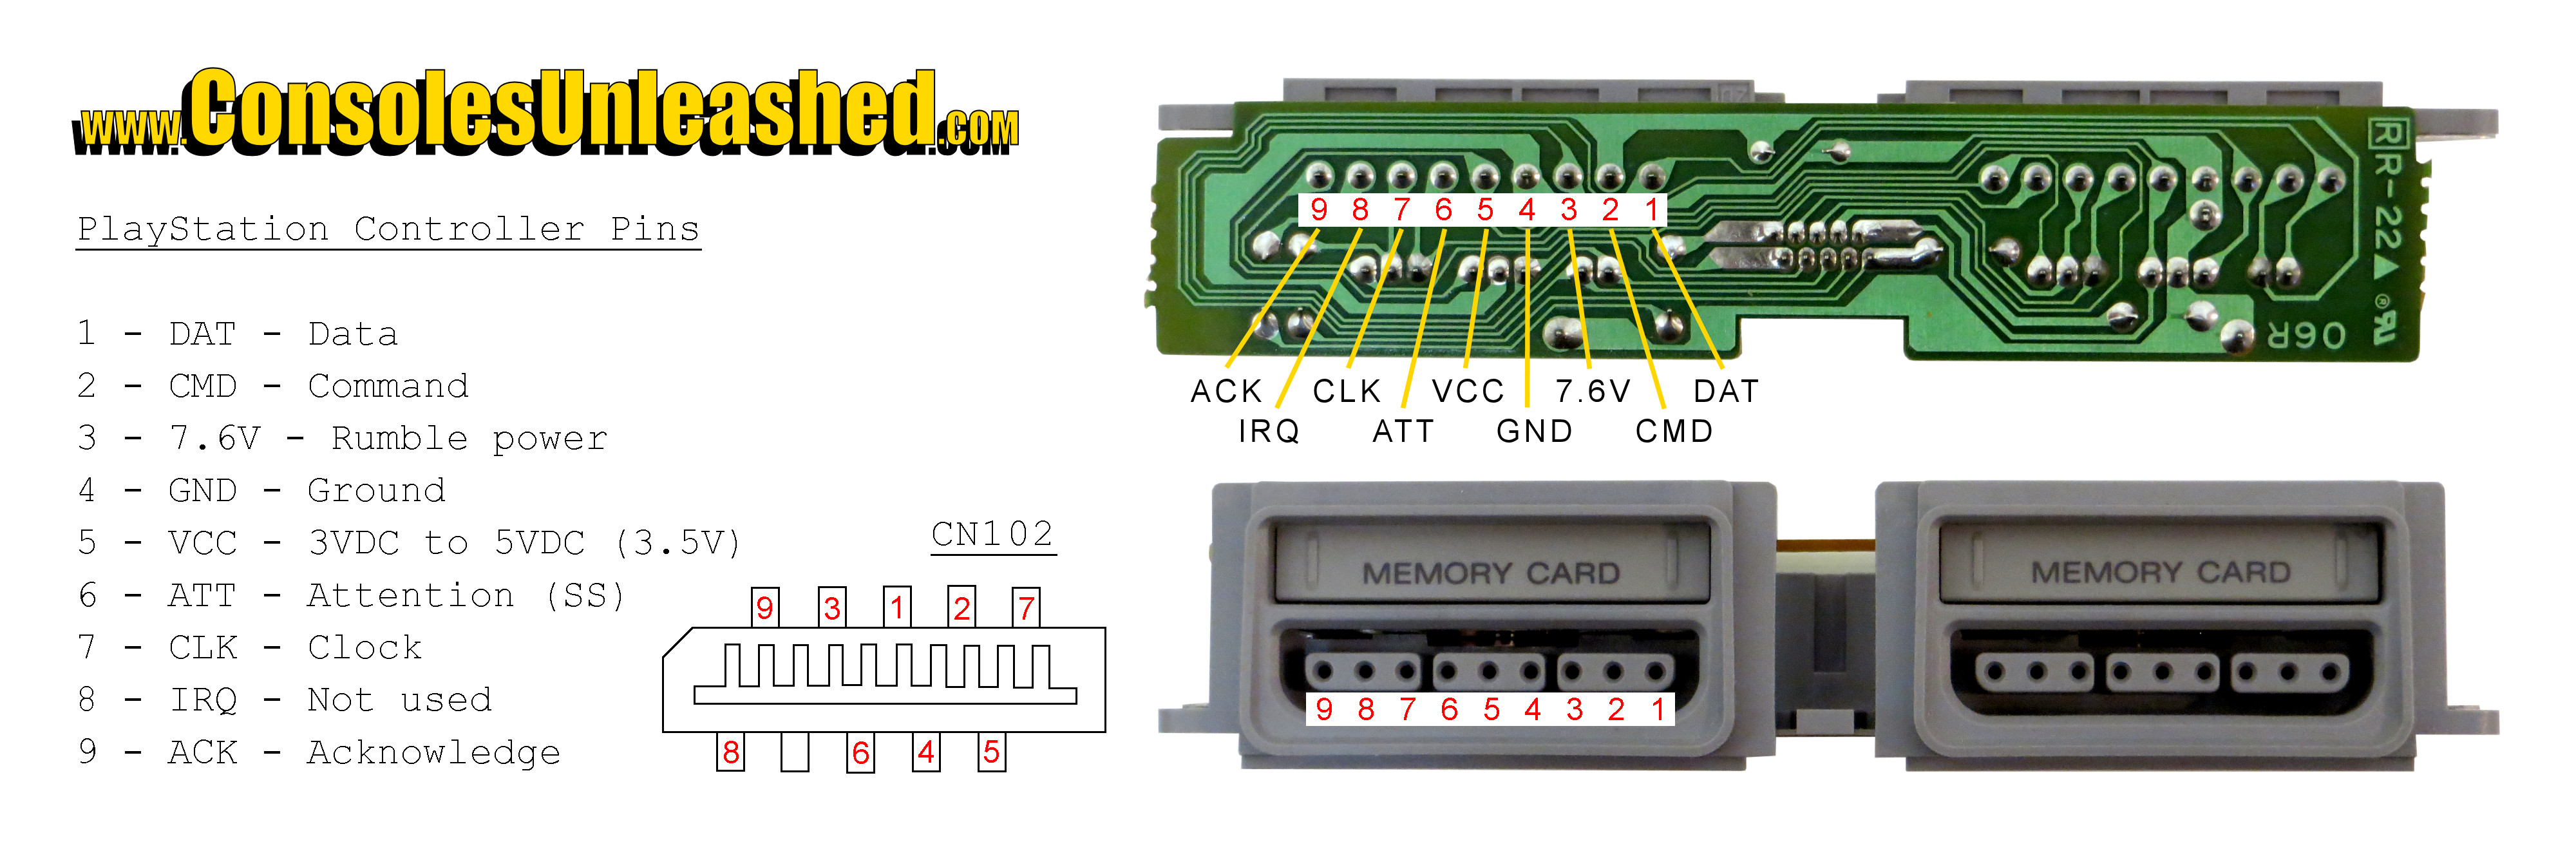 www.ConsolesUnleashed.com
PlayStation Controller Pins
1 - DAT - Data
2 - CMD - Command
3 - 7.6V - Rumble power
4 - GND - Ground
5 - VCC - 3VDC to 5VDC (3.5V)
6 - ATT - Attention (SS)
7 - CLK - Clock
8 - IRQ - Not used
9 - ACK - Acknowledge
CN102
9 3 1 2 7
8 6 4 5
9 8 7 6 5 4 3 2 1
ACK CLK VCC 7.6V DAT
IRQ ATT GND CMD
R R-22 ▲ ®
06R
MEMORY CARD
MEMORY CARD
9 8 7 6 5 4 3 2 1